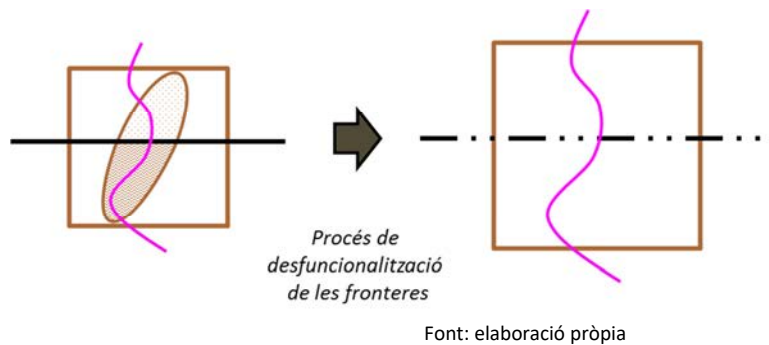 Procés de
desfuncionalització
de les fronteres
Font: elaboració pròpia